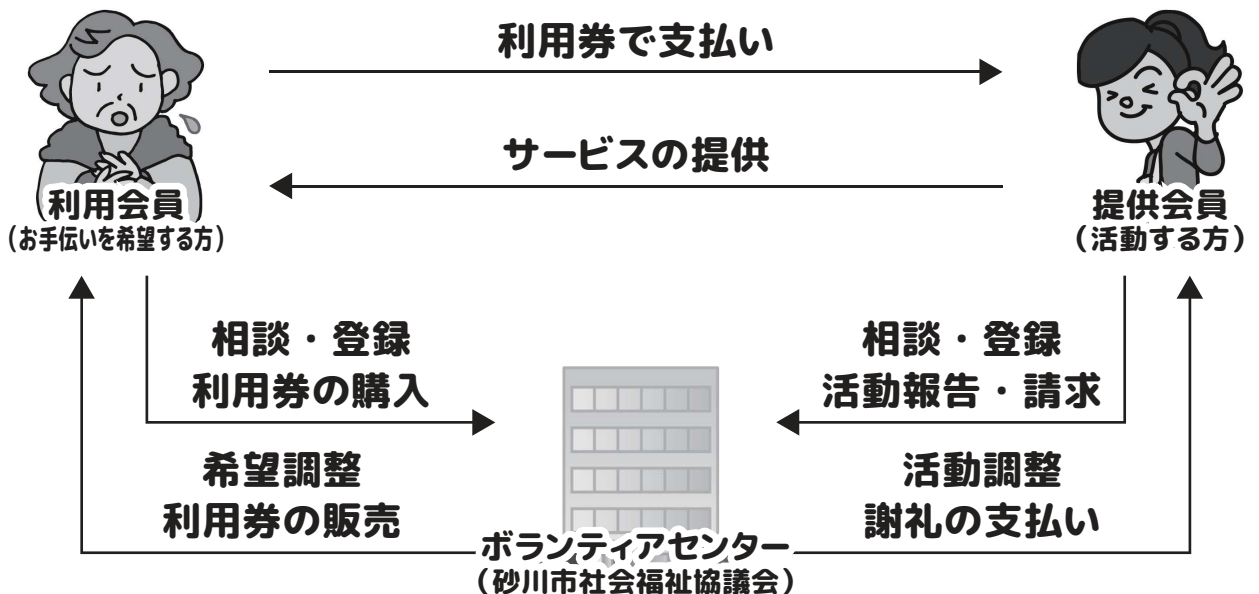 利用券で支払い
サービスの提供
利用会員
(お手伝いを希望する方)
提供会員
(活動する方)
相談・登録
利用券の購入
相談・登録
活動報告・請求
希望調整
利用券の販売
活動調整
謝礼の支払い
ボランティアセンター
(砂川市社会福祉協議会)